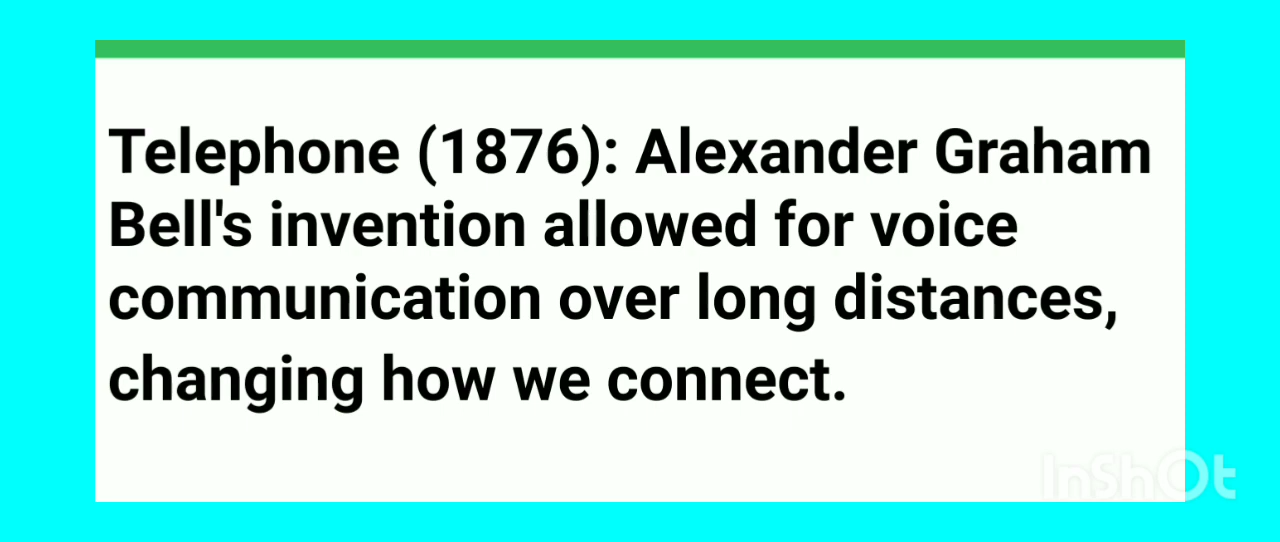 Telephone (1876): Alexander Graham
Bell's invention allowed for voice
communication over long distances,
changing how we connect.
InShOt